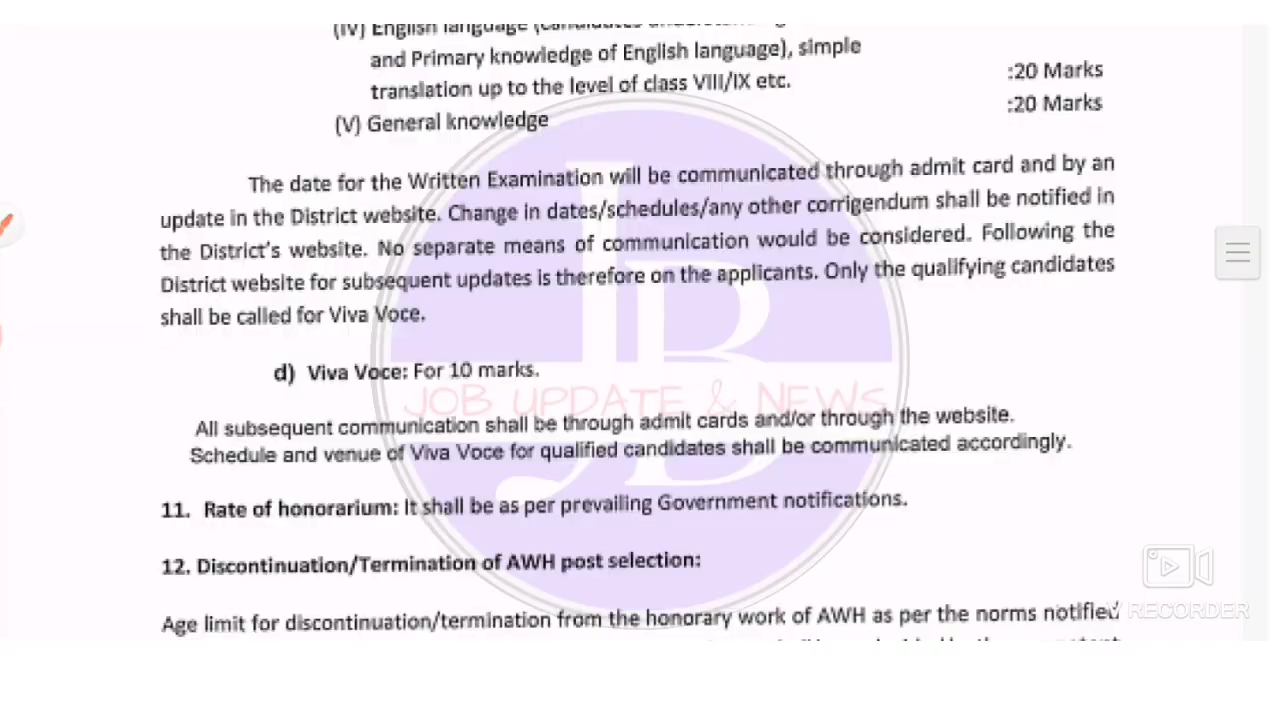 (IV) English language (Candidates
and Primary knowledge of English language), simple
translation up to the level of class VIII/IX etc.
:20 Marks
(V) General knowledge
:20 Marks
The date for the Written Examination will be communicated through admit card and by an
update in the District website. Change in dates/schedules/any other corrigendum shall be notified in
the District's website. No separate means of communication would be considered. Following the
District website for subsequent updates is therefore on the applicants. Only the qualifying candidates
shall be called for Viva Voce.
d) Viva Voce: For 10 marks.
JOB UPDATE & NEWS
All subsequent communication shall be through admit cards and/or through the website.
Schedule and venue of Viva Voce for qualified candidates shall be communicated accordingly.
11. Rate of honorarium: It shall be as per prevailing Government notifications.
12. Discontinuation/Termination of AWH post selection:
Age limit for discontinuation/termination from the honorary work of AWH as per the norms notified
RECORDER